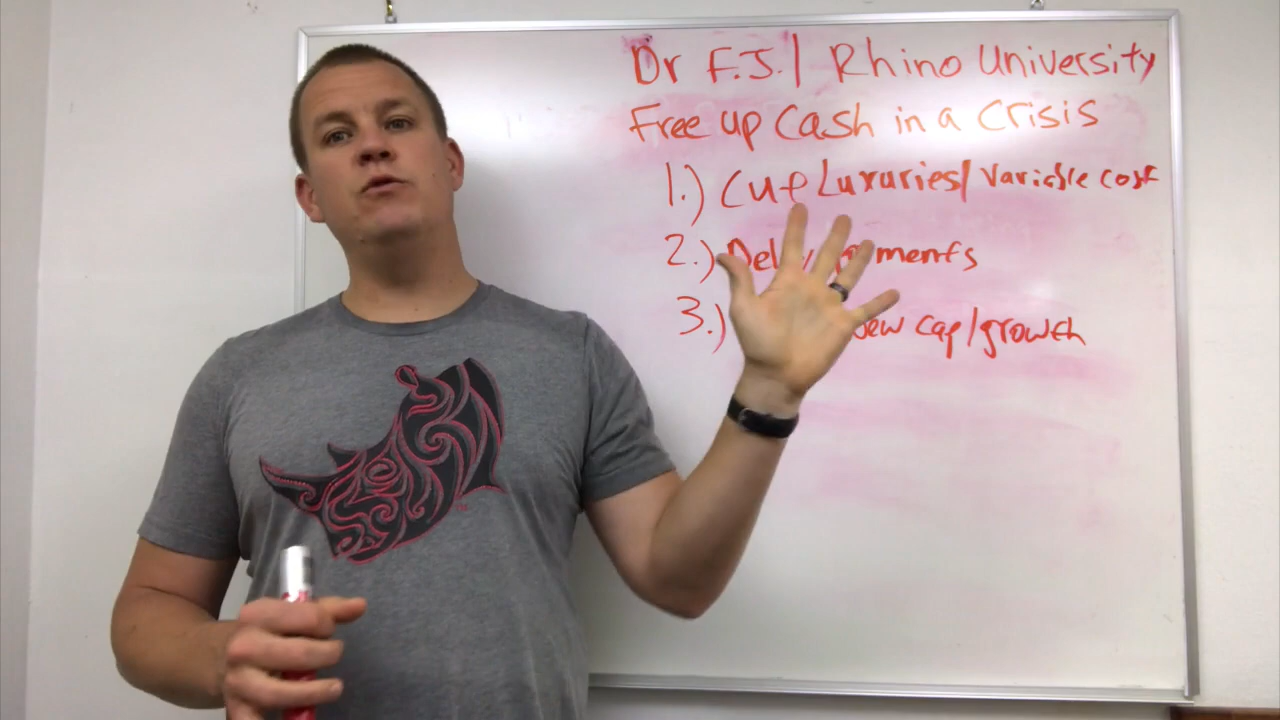 Dr F.J. | Rhino University
Free up Cash in a Crisis
1.) Cut Luxuries/Variable cost
2.)
3.) cap/growth